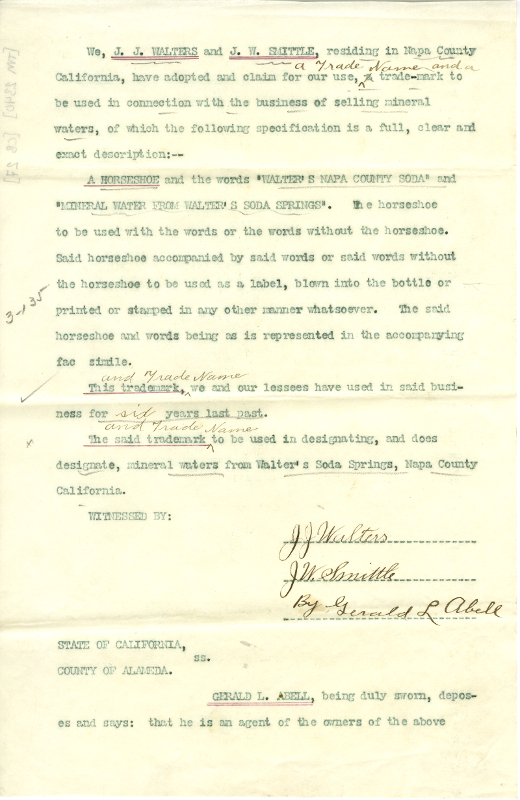 We, J. J. WALTERS and J. W. SMITTLE, residing in Napa County
a Trade Name and a
California, have adopted and claim for our use, trade-mark to
be used in connection with the business of selling mineral
waters, of which the following specification is a full, clear and
exact description:--
A HORSESHOE and the words "WALTER'S NAPA COUNTY SODA" and
"MINERAL WATER FROM WALTER'S SODA SPRINGS". The horseshoe
to be used with the words or the words without the horseshoe.
Said horseshoe accompanied by said words or said words without
the horseshoe to be used as a label, blown into the bottle or
printed or stamped in any other manner whatsoever. The said
3-135
horseshoe and words being as is represented in the accompanying
fac simile.
and Trade Name
This trademark, we and our lessees have used in said busi-
ness for six years last past.
and Trade Name
The said trademark to be used in designating, and does
designate, mineral waters from Walter's Soda Springs, Napa County
California.
WITNESSED BY:
J J Walters
J W Smittle
By Gerald L Abell
STATE OF CALIFORNIA,
ss.
COUNTY OF ALAMEDA.
GERALD L. ABELL, being duly sworn, depos-
es and says: that he is an agent of the owners of the above